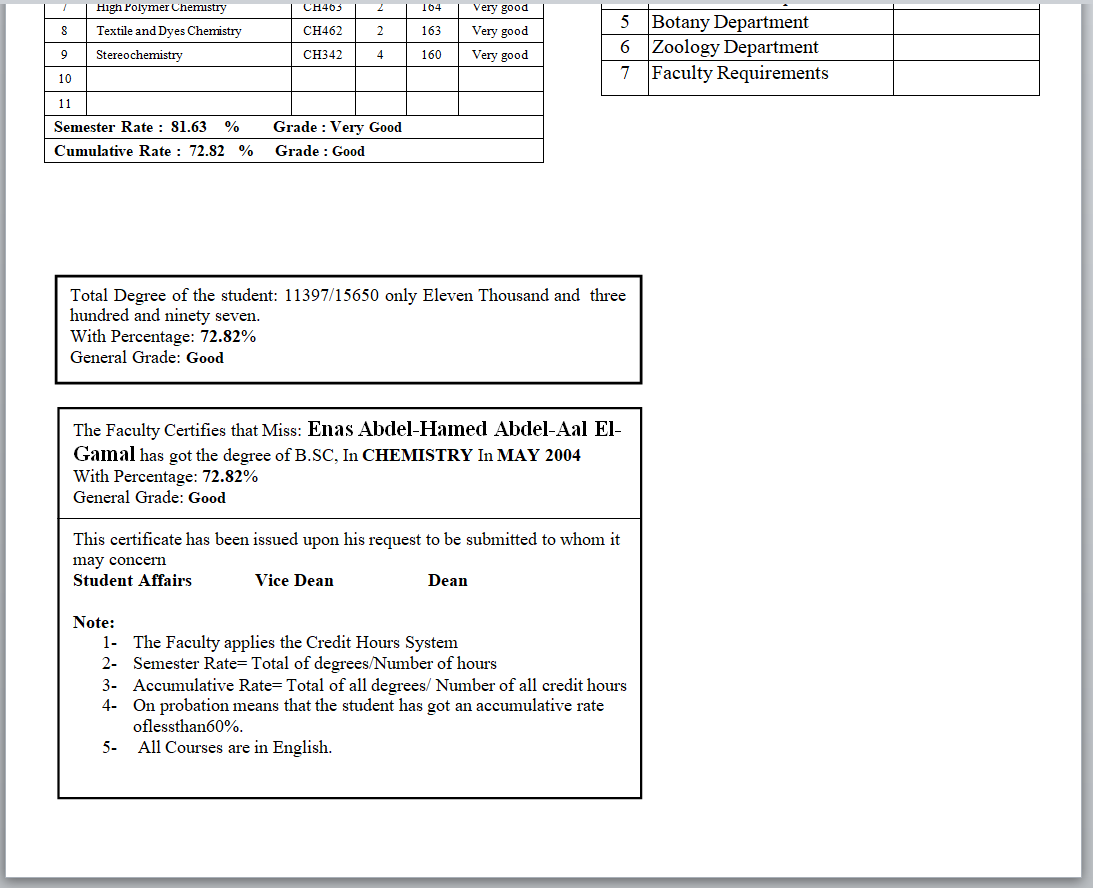 7 High Polymer Chemistry CH463 2 164 Very good
8 Textile and Dyes Chemistry CH462 2 163 Very good
9 Stereochemistry CH342 4 160 Very good
10
11
Semester Rate : 81.63 % Grade : Very Good
Cumulative Rate : 72.82 % Grade : Good
5 Botany Department
6 Zoology Department
7 Faculty Requirements
Total Degree of the student: 11397/15650 only Eleven Thousand and three
hundred and ninety seven.
With Percentage: 72.82%
General Grade: Good
The Faculty Certifies that Miss: Enas Abdel-Hamed Abdel-Aal El-
Gamal has got the degree of B.SC, In CHEMISTRY In MAY 2004
With Percentage: 72.82%
General Grade: Good
This certificate has been issued upon his request to be submitted to whom it
may concern
Student Affairs Vice Dean Dean
Note:
1- The Faculty applies the Credit Hours System
2- Semester Rate= Total of degrees/Number of hours
3- Accumulative Rate= Total of all degrees/ Number of all credit hours
4- On probation means that the student has got an accumulative rate
oflessthan60%.
5- All Courses are in English.